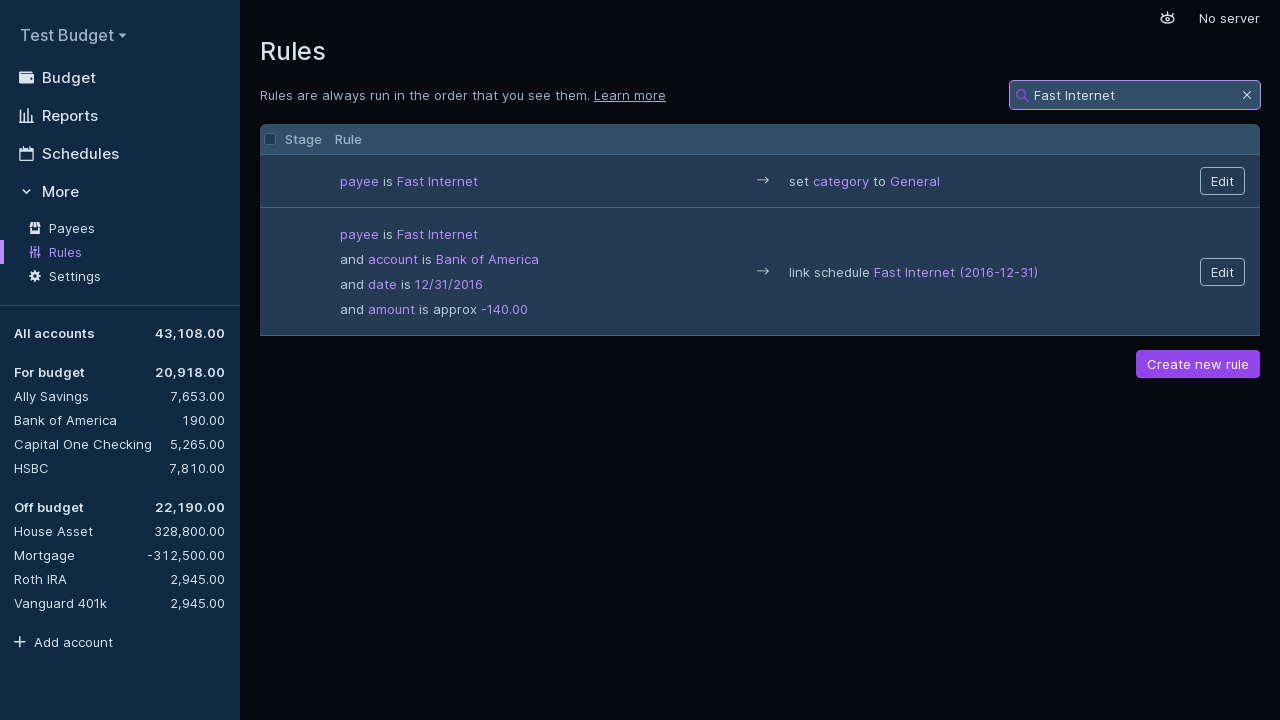 Test Budget
Budget
Reports
Schedules
More
Payees
Rules
Settings
All accounts 43,108.00
For budget 20,918.00
Ally Savings 7,653.00
Bank of America 190.00
Capital One Checking 5,265.00
HSBC 7,810.00
Off budget 22,190.00
House Asset 328,800.00
Mortgage -312,500.00
Roth IRA 2,945.00
Vanguard 401k 2,945.00
Add account
No server
Rules
Rules are always run in the order that you see them. Learn more
Fast Internet
Stage Rule
payee is Fast Internet → set category to General Edit
payee is Fast Internet
and account is Bank of America
→ link schedule Fast Internet (2016-12-31) Edit
and date is 12/31/2016
and amount is approx -140.00
Create new rule